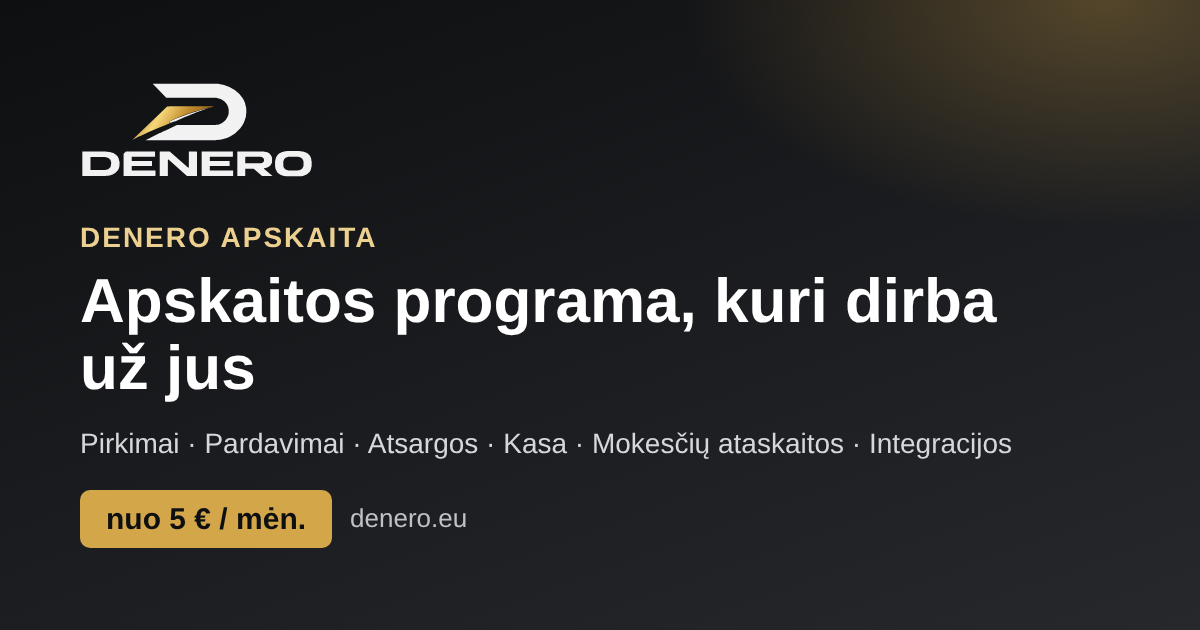 DENERO
DENERO APSKAITA
Apskaitos programa, kuri dirba
už jus
Pirkimai · Pardavimai · Atsargos · Kasa · Mokesčių ataskaitos · Integracijos
nuo 5 € / mėn.
denero.eu